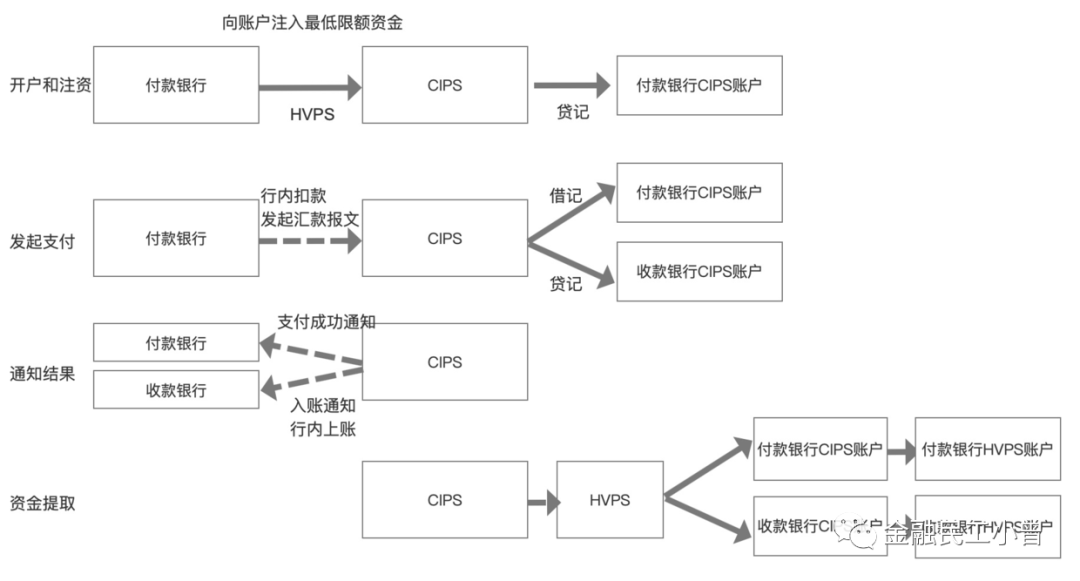 向账户注入最低限额资金
开户和注资
付款银行
HVPS
CIPS
贷记
付款银行CIPS账户
发起支付
付款银行
行内扣款
发起汇款报文
CIPS
借记
付款银行CIPS账户
贷记
收款银行CIPS账户
通知结果
付款银行
收款银行
支付成功通知
入账通知
行内上账
CIPS
资金提取
CIPS
HVPS
付款银行CIPS账户
付款银行HVPS账户
收款银行CIPS账户
收款银行HVPS账户
金融民工小曾